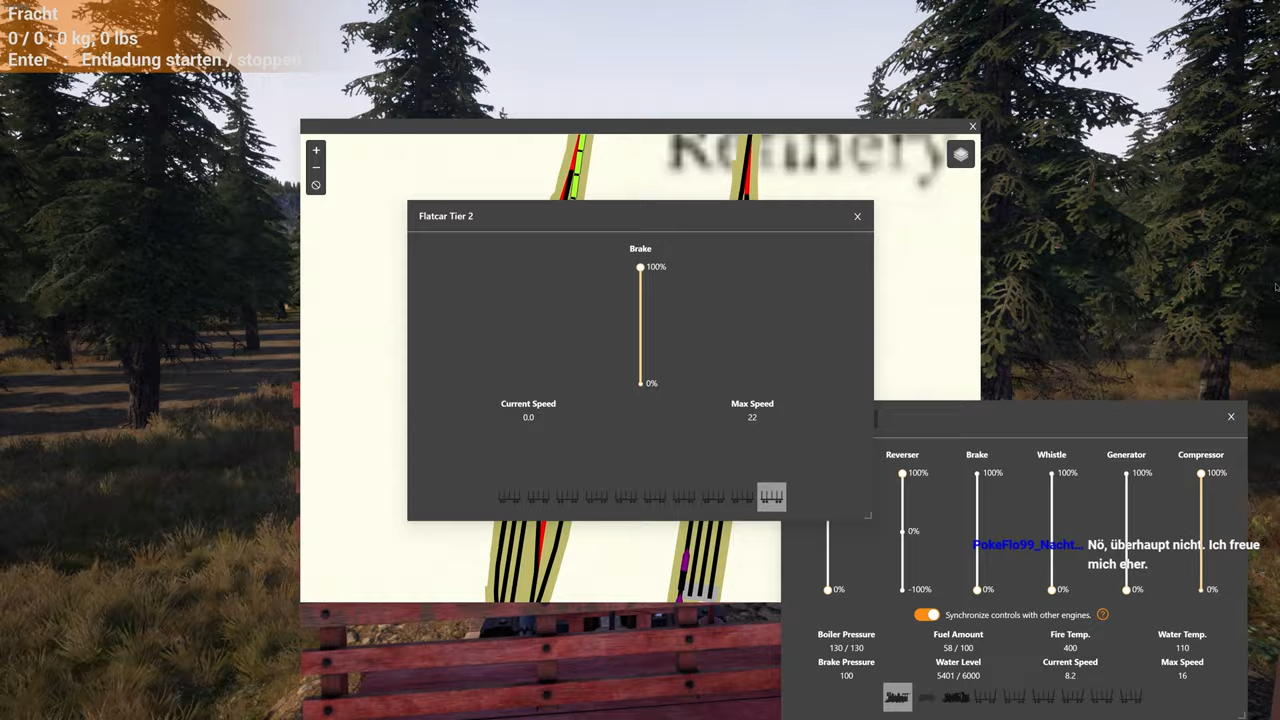 Fracht
0 / 0 ; 0 kg; 0 lbs
Enter Entladung starten / stoppen
X
Refinery
+
−
Flatcar Tier 2
X
Brake
100%
0%
Current Speed
Max Speed
0.0
22
X
Reverser
Brake
Whistle
Generator
Compressor
100%
100%
100%
100%
100%
0%
PokeFlo99_Nacht... Nö, überhaupt nicht. Ich freue
mich eher.
0%
-100%
0%
0%
0%
0%
Synchronize controls with other engines. ?
Boiler Pressure
Fuel Amount
Fire Temp.
Water Temp.
130 / 130
58 / 100
400
110
Brake Pressure
Water Level
Current Speed
Max Speed
100
5401 / 6000
8.2
16